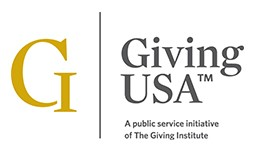 GI
Giving
USA™
A public service initiative
of The Giving Institute